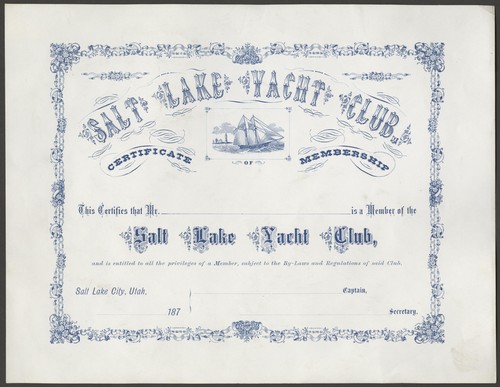 SALT LAKE YACHT CLUB.
CERTIFICATE OF MEMBERSHIP
This Certifies that Mr. is a Member of the
Salt Lake Yacht Club,
and is entitled to all the privileges of a Member, subject to the By-Laws and Regulations of said Club.
Salt Lake City, Utah, Captain,
187 Secretary.